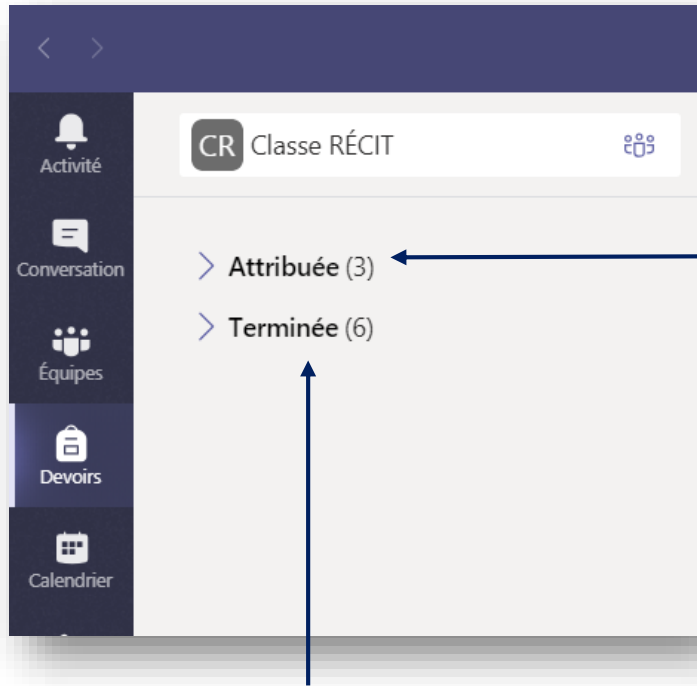 Activité
CR Classe RÉCIT
Conversation
Attribuée (3)
Terminée (6)
Équipes
Devoirs
Calendrier